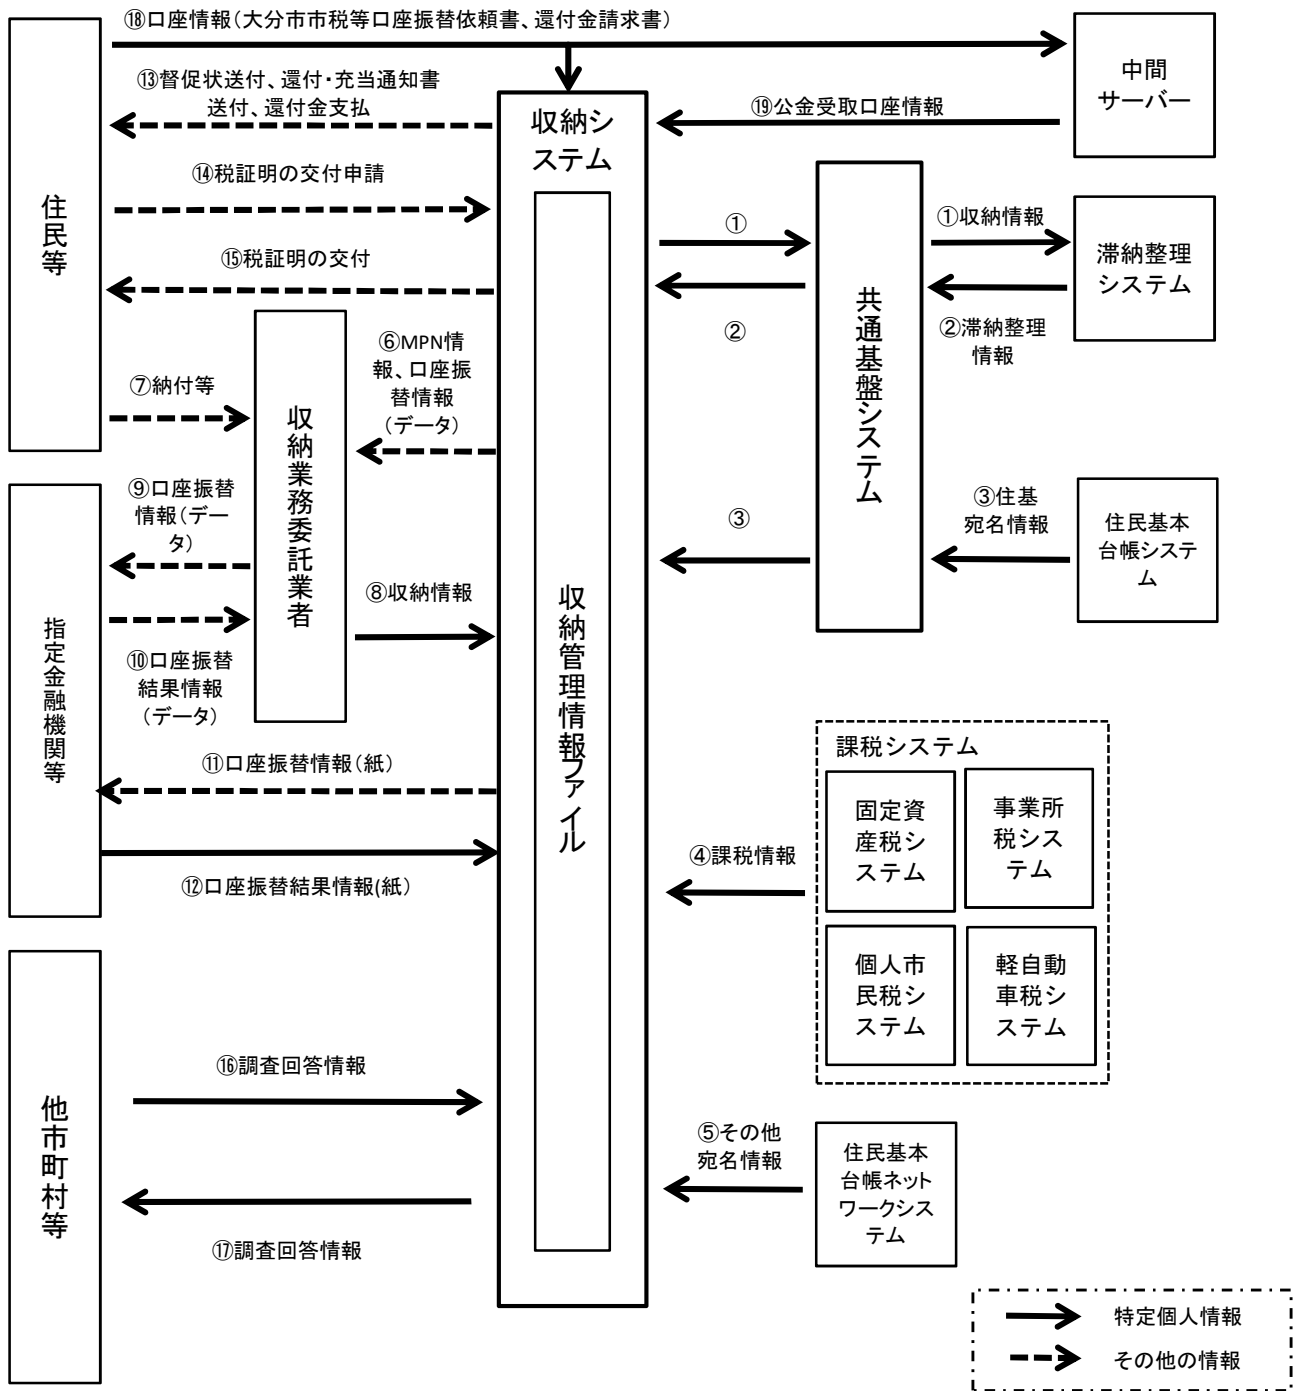 ⑱口座情報(大分市市税等口座振替依頼書、還付金請求書)
⑬督促状送付、還付・充当通知書
送付、還付金支払
⑭税証明の交付申請
⑮税証明の交付
住民等
⑦納付等
⑥MPN情
報、口座振
替情報
(データ)
収納業務委託業者
⑨口座振替
情報(デー
タ)
⑩口座振替
結果情報
(データ)
⑧収納情報
指定金融機関等
⑪口座振替情報(紙)
⑫口座振替結果情報(紙)
他市町村等
⑯調査回答情報
⑰調査回答情報
収納シ
ステム
収納管理情報ファイル
中間
サーバー
⑲公金受取口座情報
①
②
③
共通基盤システム
①収納情報
②滞納整理
情報
滞納整理
システム
③住基
宛名情報
住民基本
台帳システ
ム
④課税情報
課税システム
固定資
産税シ
ステム
事業所
税シス
テム
個人市
民税シ
ステム
軽自動
車税シ
ステム
⑤その他
宛名情報
住民基本
台帳ネット
ワークシス
テム
特定個人情報
その他の情報